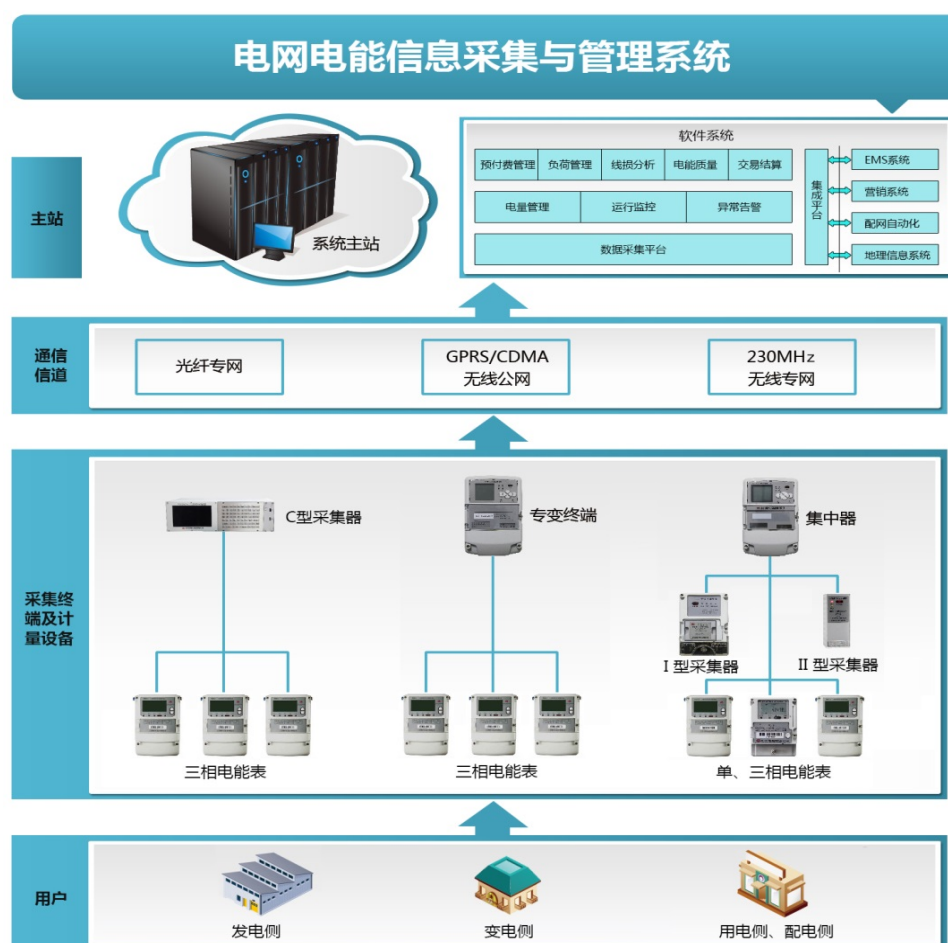 电网电能信息采集与管理系统
主站
系统主站
软件系统
预付费管理
负荷管理
线损分析
电能质量
交易结算
电量管理
运行监控
异常告警
数据采集平台
集成平台
EMS系统
营销系统
配网自动化
地理信息系统
通信
信道
光纤专网
GPRS/CDMA
无线公网
230MHz
无线专网
采集终
端及计
量设备
C型采集器
专变终端
集中器
I型采集器
II型采集器
三相电能表
三相电能表
单、三相电能表
用户
发电侧
变电侧
用电侧、配电侧